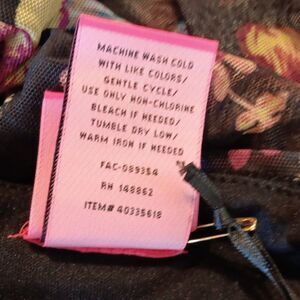 MACHINE WASH COLD
WITH LIKE COLORS/
GENTLE CYCLE/
USE ONLY NON-CHLORINE
BLEACH IF NEEDED/
TUMBLE DRY LOW/
WARM IRON IF NEEDED
FAC-089354
RN 148862
ITEM# 40335618